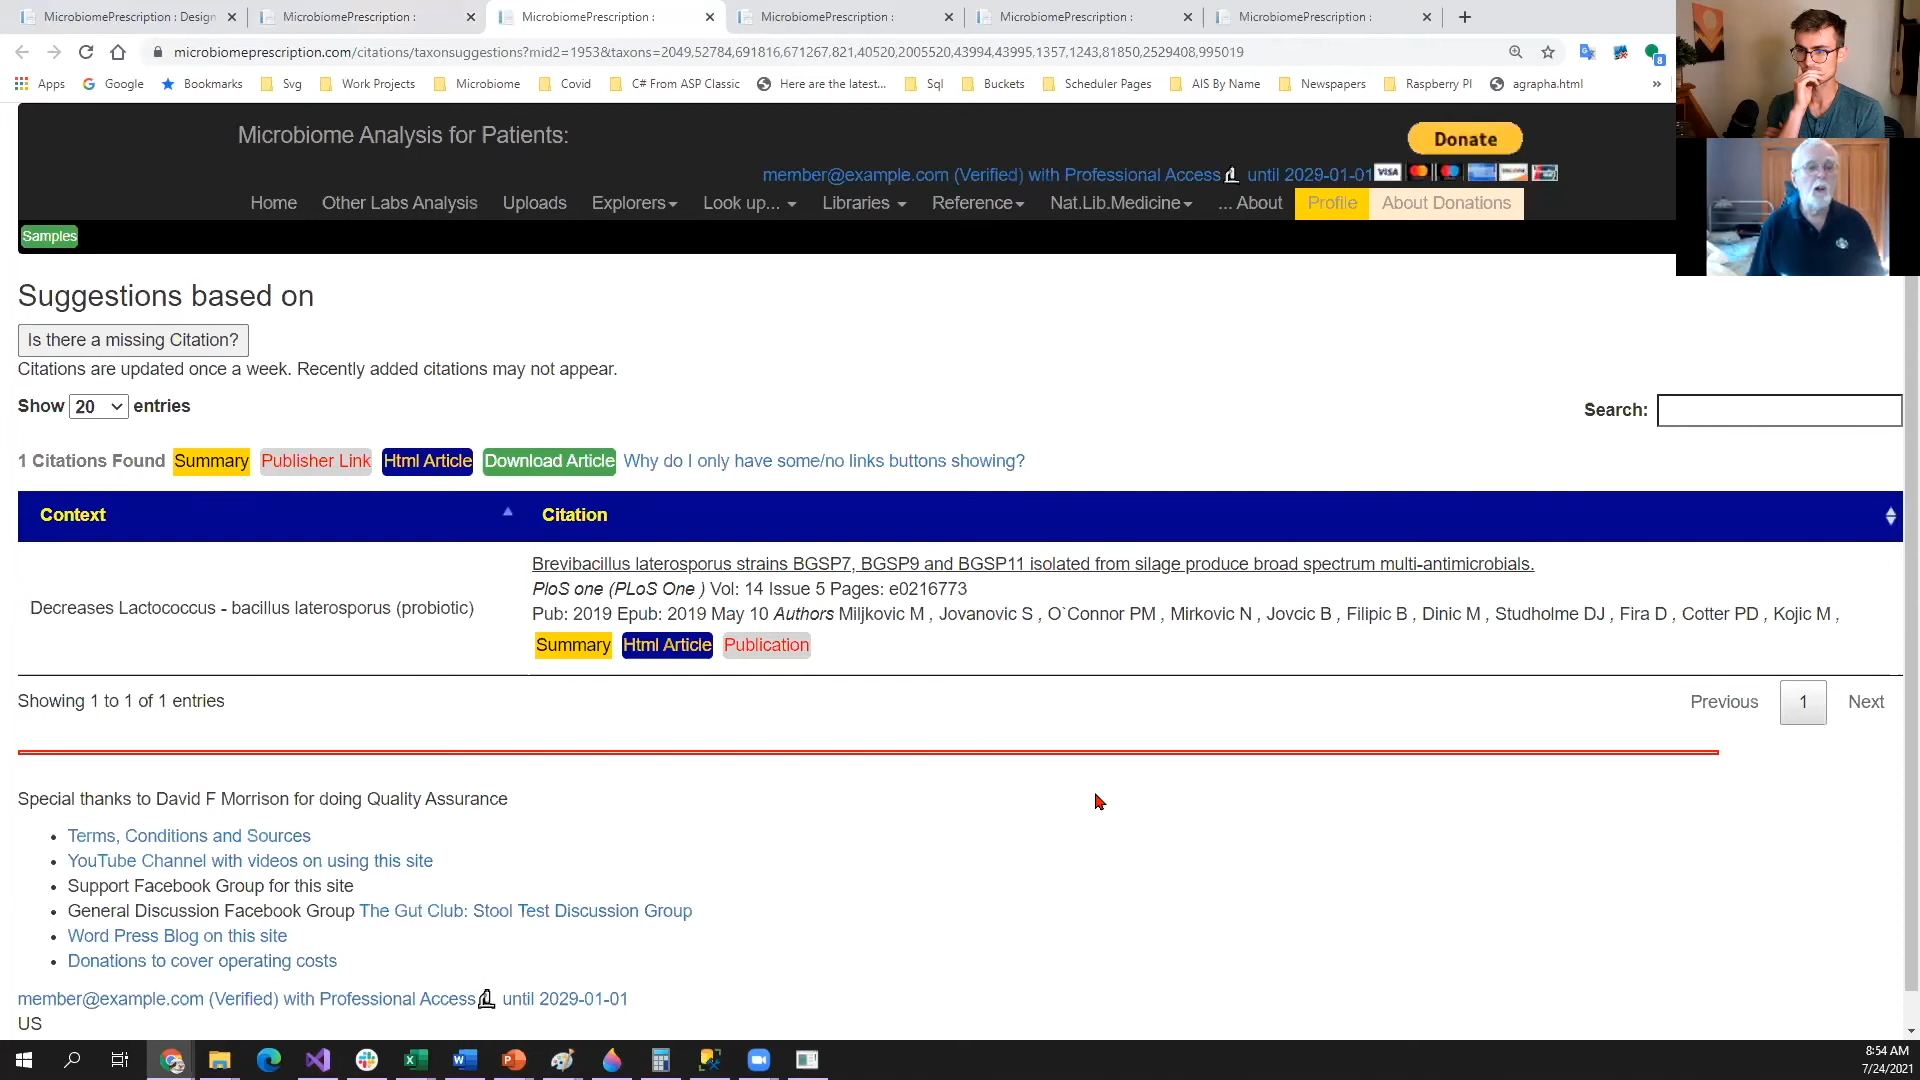 MicrobiomePrescription : Design
MicrobiomePrescription :
MicrobiomePrescription :
MicrobiomePrescription :
MicrobiomePrescription :
MicrobiomePrescription :
microbiomeprescription.com/citations/taxonsuggestions?mid2=1953&taxons=2049,52784,691816,671267,821,40520,2005520,43994,43995,1357,1243,81850,2529408,995019
8
Apps Google Bookmarks Svg Work Projects Microbiome Covid C# From ASP Classic Here are the latest... Sql Buckets Scheduler Pages AIS By Name Newspapers Raspberry PI agrapha.html »
Microbiome Analysis for Patients:
Donate
member@example.com (Verified) with Professional Access until 2029-01-01 VISA
Home Other Labs Analysis Uploads Explorers Look up... Libraries Reference Nat.Lib.Medicine ... About Profile About Donations
Samples
Suggestions based on
Is there a missing Citation?
Citations are updated once a week. Recently added citations may not appear.
Show 20 entries
Search:
1 Citations Found Summary Publisher Link Html Article Download Article Why do I only have some/no links buttons showing?
Context Citation
Decreases Lactococcus - bacillus laterosporus (probiotic)
Brevibacillus laterosporus strains BGSP7, BGSP9 and BGSP11 isolated from silage produce broad spectrum multi-antimicrobials.
PloS one (PLoS One ) Vol: 14 Issue 5 Pages: e0216773
Pub: 2019 Epub: 2019 May 10 Authors Miljkovic M , Jovanovic S , O`Connor PM , Mirkovic N , Jovcic B , Filipic B , Dinic M , Studholme DJ , Fira D , Cotter PD , Kojic M ,
Summary Html Article Publication
Showing 1 to 1 of 1 entries
Previous 1 Next
Special thanks to David F Morrison for doing Quality Assurance
• Terms, Conditions and Sources
• YouTube Channel with videos on using this site
• Support Facebook Group for this site
• General Discussion Facebook Group The Gut Club: Stool Test Discussion Group
• Word Press Blog on this site
• Donations to cover operating costs
member@example.com (Verified) with Professional Access until 2029-01-01
US
8:54 AM
7/24/2021